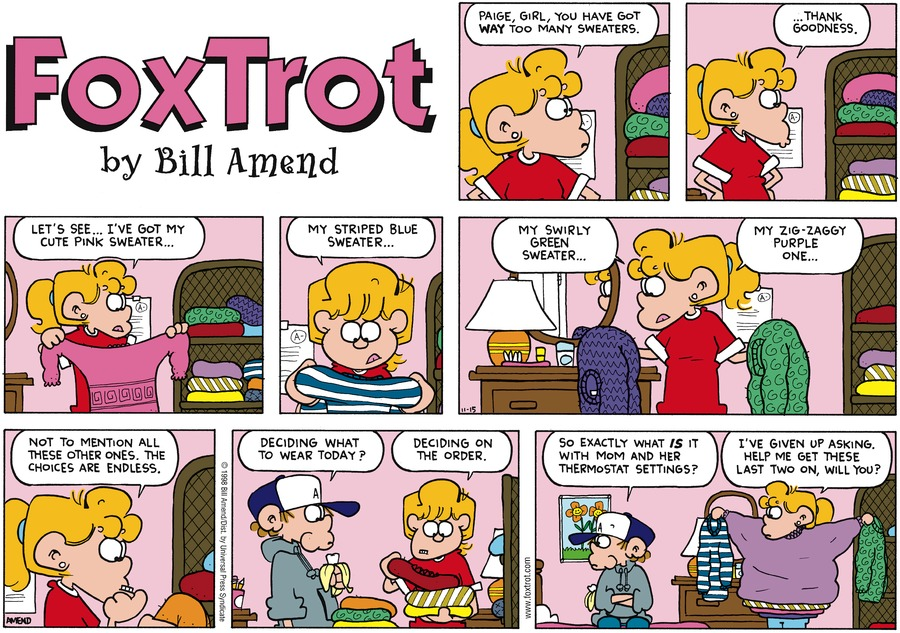 FoxTrot
by Bill Amend
PAIGE, GIRL, YOU HAVE GOT
WAY TOO MANY SWEATERS.
A-
...THANK
GOODNESS.
A-
LET'S SEE... I'VE GOT MY
CUTE PINK SWEATER...
MY STRIPED BLUE
SWEATER...
A-
MY SWIRLY
GREEN
SWEATER...
MY ZIG-ZAGGY
PURPLE
ONE...
A-
11-15
NOT TO MENTION ALL
THESE OTHER ONES. THE
CHOICES ARE ENDLESS.
AMEND
© 1998 Bill Amend/Dist. by Universal Press Syndicate
DECIDING WHAT
TO WEAR TODAY?
DECIDING ON
THE ORDER.
A
www.foxtrot.com
SO EXACTLY WHAT IS IT
WITH MOM AND HER
THERMOSTAT SETTINGS?
I'VE GIVEN UP ASKING.
HELP ME GET THESE
LAST TWO ON, WILL YOU?
A